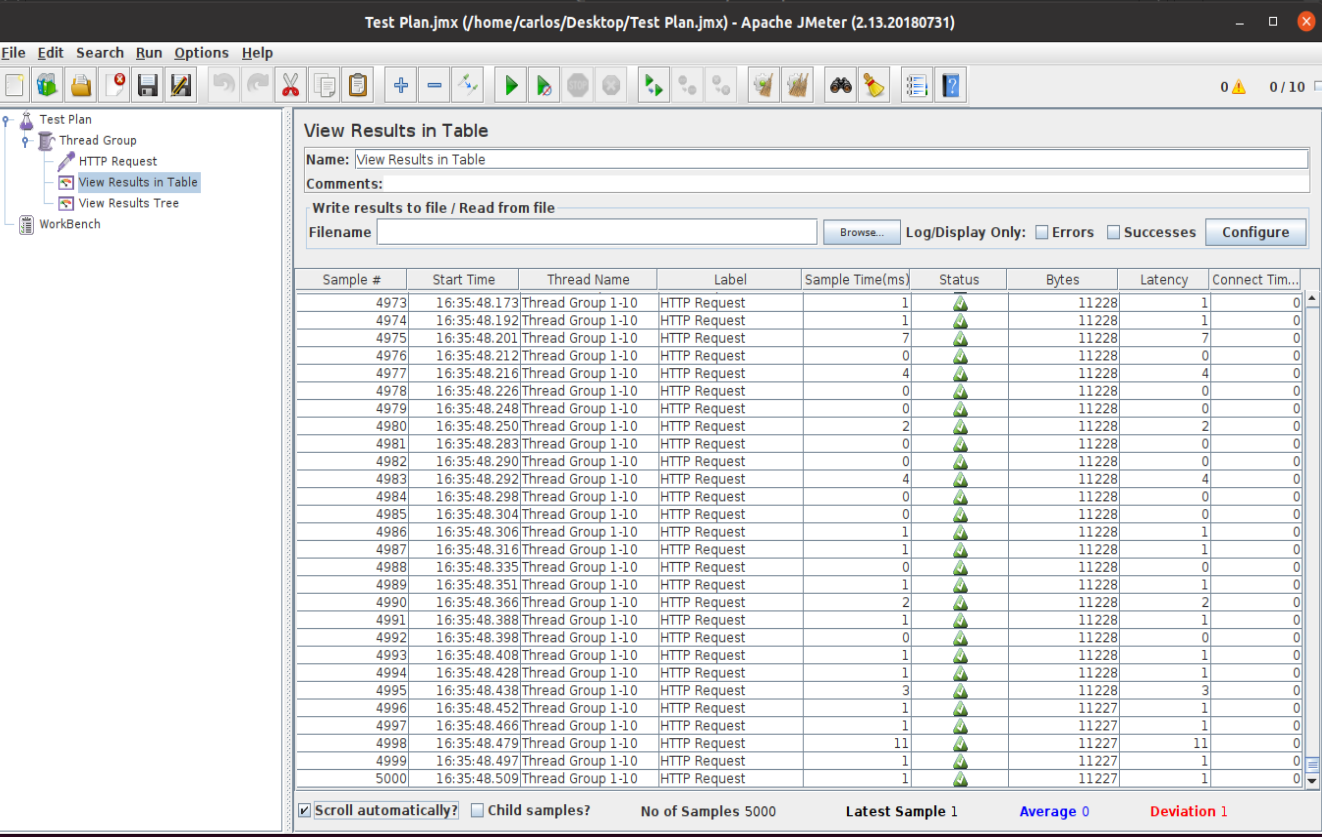 Test Plan.jmx (/home/carlos/Desktop/Test Plan.jmx) - Apache JMeter (2.13.20180731)
File Edit Search Run Options Help
STOP
0 0 / 10
Test Plan
Thread Group
HTTP Request
View Results in Table
View Results Tree
WorkBench
View Results in Table
Name: View Results in Table
Comments:
Write results to file / Read from file
Filename Browse... Log/Display Only: Errors Successes Configure
Sample # Start Time Thread Name Label Sample Time(ms) Status Bytes Latency Connect Tim...
4973 16:35:48.173 Thread Group 1-10 HTTP Request 1 11228 1 0
4974 16:35:48.192 Thread Group 1-10 HTTP Request 1 11228 1 0
4975 16:35:48.201 Thread Group 1-10 HTTP Request 7 11228 7 0
4976 16:35:48.212 Thread Group 1-10 HTTP Request 0 11228 0 0
4977 16:35:48.216 Thread Group 1-10 HTTP Request 4 11228 4 0
4978 16:35:48.226 Thread Group 1-10 HTTP Request 0 11228 0 0
4979 16:35:48.248 Thread Group 1-10 HTTP Request 0 11228 0 0
4980 16:35:48.250 Thread Group 1-10 HTTP Request 2 11228 2 0
4981 16:35:48.283 Thread Group 1-10 HTTP Request 0 11228 0 0
4982 16:35:48.290 Thread Group 1-10 HTTP Request 0 11228 0 0
4983 16:35:48.292 Thread Group 1-10 HTTP Request 4 11228 4 0
4984 16:35:48.298 Thread Group 1-10 HTTP Request 0 11228 0 0
4985 16:35:48.304 Thread Group 1-10 HTTP Request 0 11228 0 0
4986 16:35:48.306 Thread Group 1-10 HTTP Request 1 11228 1 0
4987 16:35:48.316 Thread Group 1-10 HTTP Request 1 11228 1 0
4988 16:35:48.335 Thread Group 1-10 HTTP Request 0 11228 0 0
4989 16:35:48.351 Thread Group 1-10 HTTP Request 1 11228 1 0
4990 16:35:48.366 Thread Group 1-10 HTTP Request 2 11228 2 0
4991 16:35:48.388 Thread Group 1-10 HTTP Request 1 11228 1 0
4992 16:35:48.398 Thread Group 1-10 HTTP Request 0 11228 0 0
4993 16:35:48.408 Thread Group 1-10 HTTP Request 1 11228 1 0
4994 16:35:48.428 Thread Group 1-10 HTTP Request 1 11228 1 0
4995 16:35:48.438 Thread Group 1-10 HTTP Request 3 11228 3 0
4996 16:35:48.452 Thread Group 1-10 HTTP Request 1 11227 1 0
4997 16:35:48.466 Thread Group 1-10 HTTP Request 1 11227 1 0
4998 16:35:48.479 Thread Group 1-10 HTTP Request 11 11227 11 0
4999 16:35:48.497 Thread Group 1-10 HTTP Request 1 11227 1 0
5000 16:35:48.509 Thread Group 1-10 HTTP Request 1 11227 1 0
Scroll automatically? Child samples? No of Samples 5000 Latest Sample 1 Average 0 Deviation 1